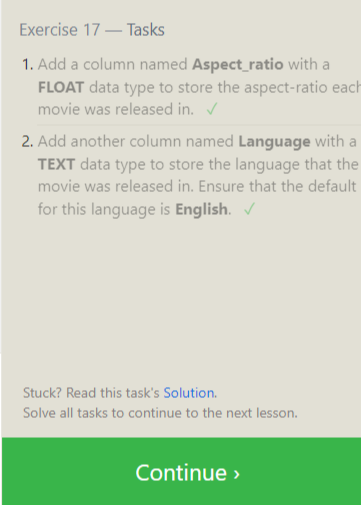 Exercise 17 — Tasks
1. Add a column named Aspect_ratio with a
FLOAT data type to store the aspect-ratio each
movie was released in. ✓
2. Add another column named Language with a
TEXT data type to store the language that the
movie was released in. Ensure that the default
for this language is English. ✓
Stuck? Read this task's Solution.
Solve all tasks to continue to the next lesson.
Continue ›